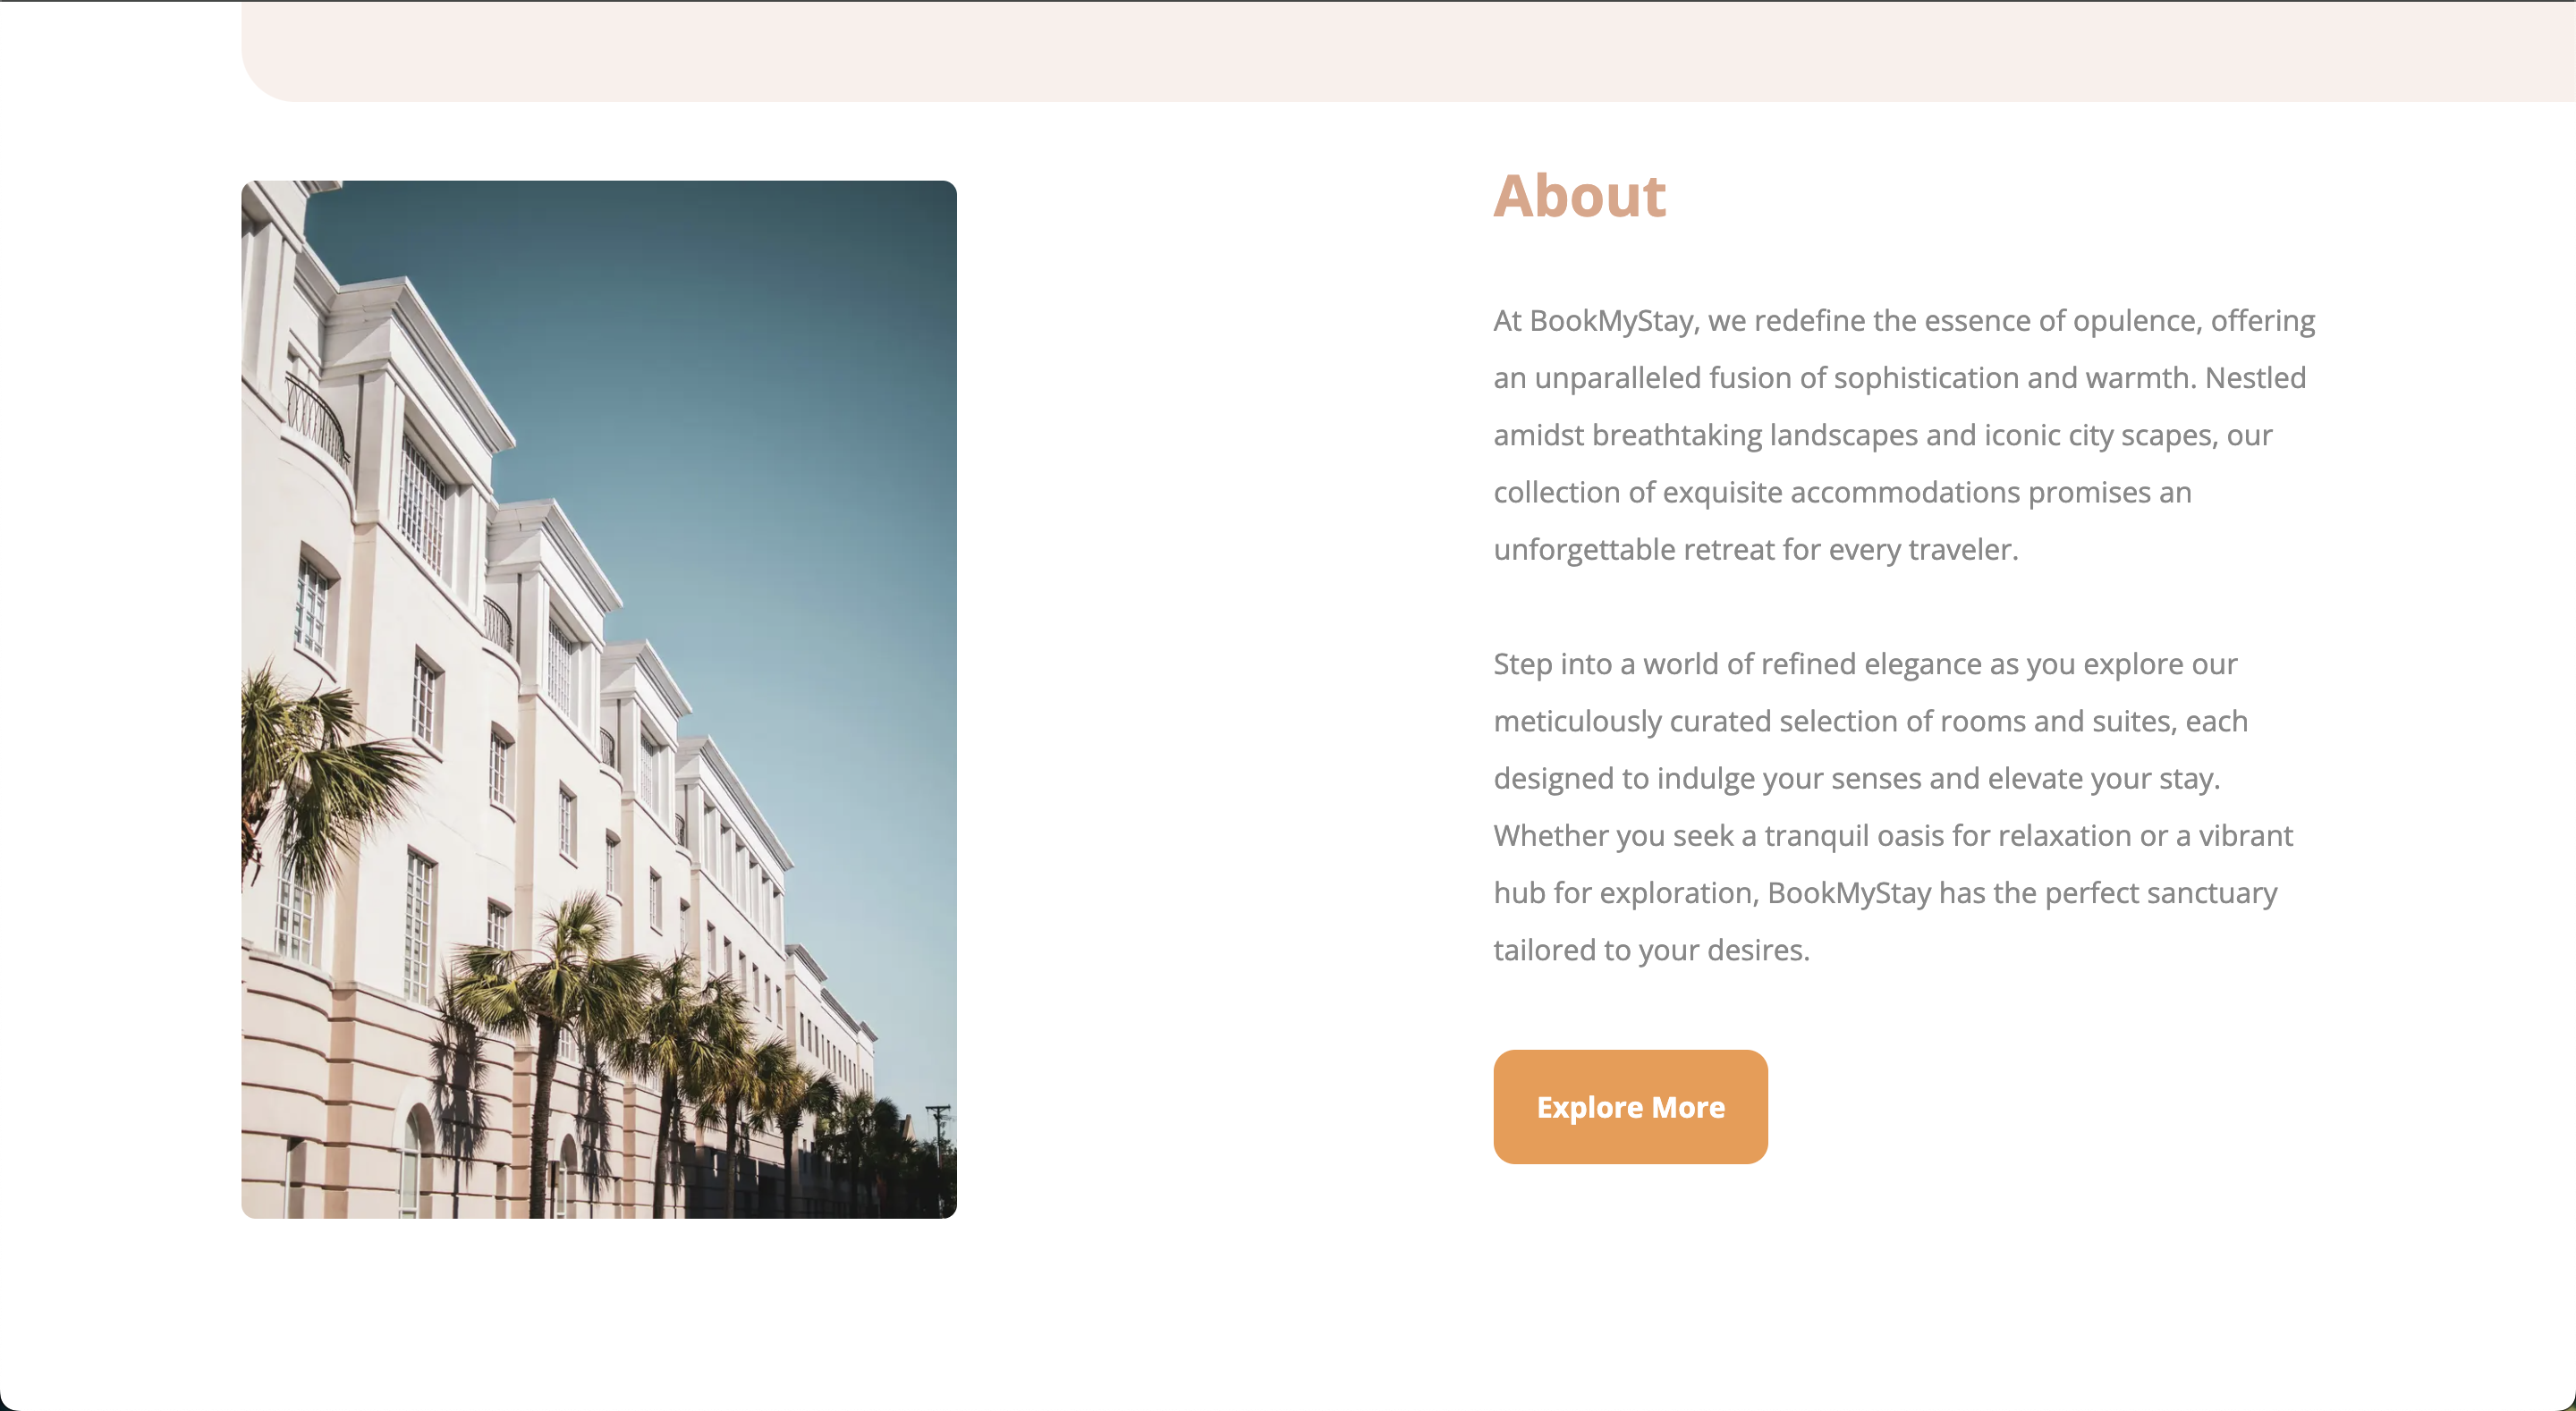 About
At BookMyStay, we redefine the essence of opulence, offering
an unparalleled fusion of sophistication and warmth. Nestled
amidst breathtaking landscapes and iconic city scapes, our
collection of exquisite accommodations promises an
unforgettable retreat for every traveler.
Step into a world of refined elegance as you explore our
meticulously curated selection of rooms and suites, each
designed to indulge your senses and elevate your stay.
Whether you seek a tranquil oasis for relaxation or a vibrant
hub for exploration, BookMyStay has the perfect sanctuary
tailored to your desires.
Explore More